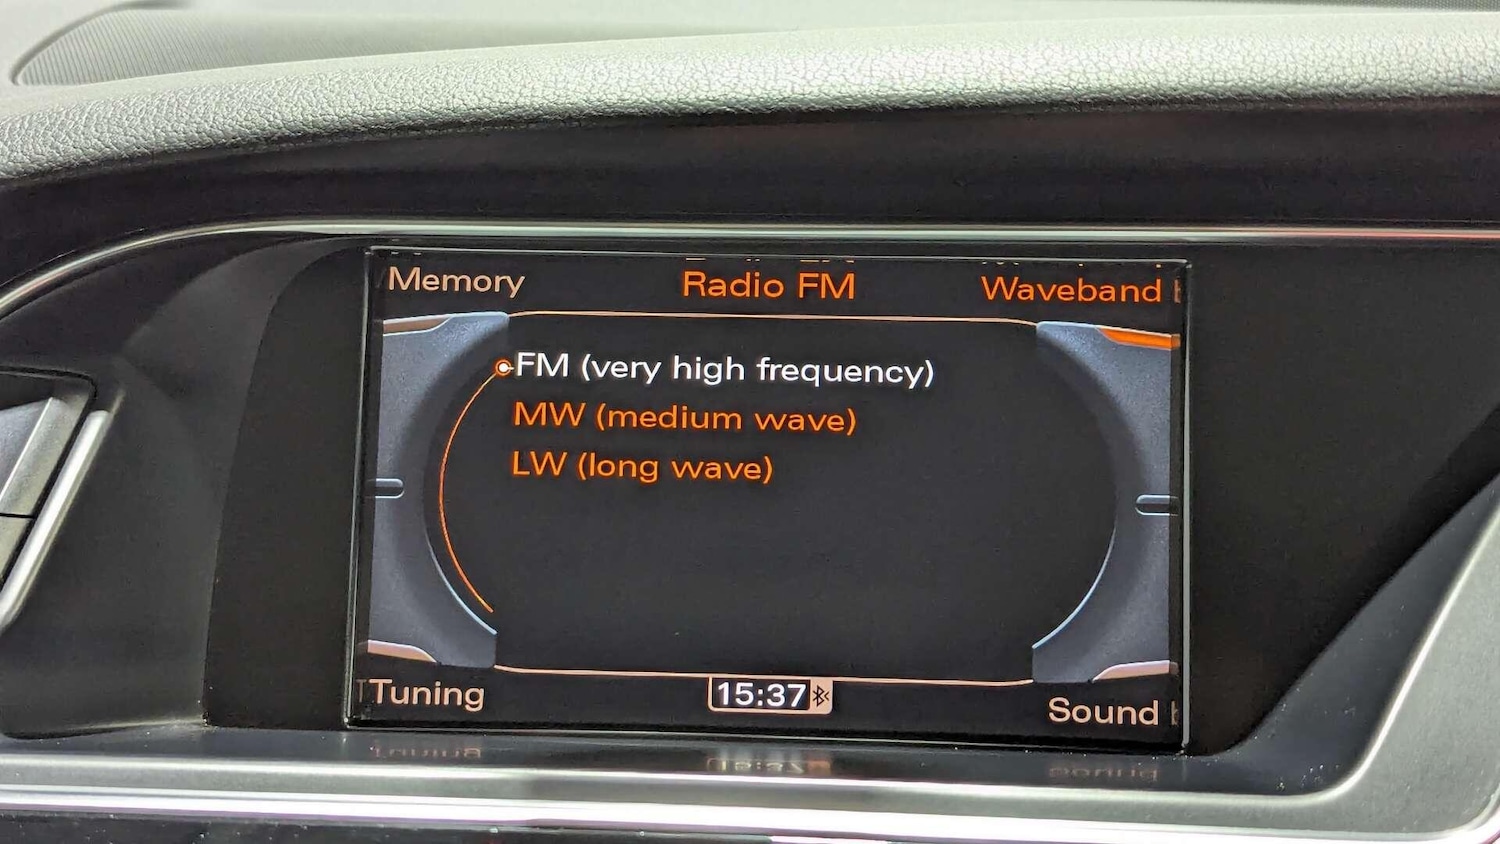 Memory
Radio FM
Waveband
FM (very high frequency)
MW (medium wave)
LW (long wave)
Tuning
15:37
Sound